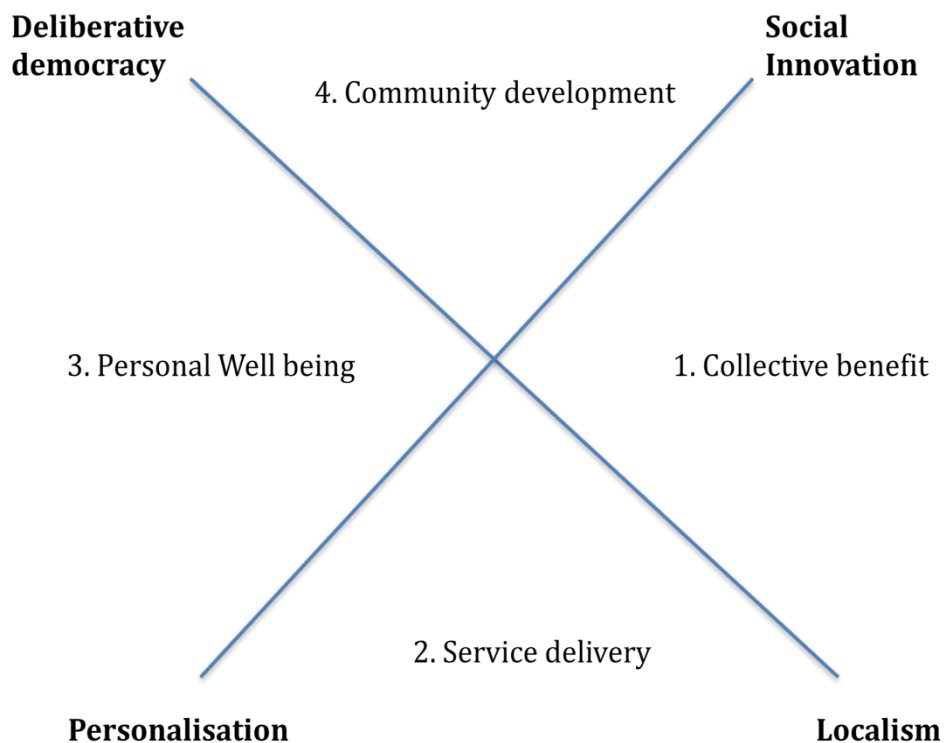 Deliberative
democracy
Social
Innovation
4. Community development
3. Personal Well being
1. Collective benefit
2. Service delivery
Personalisation
Localism